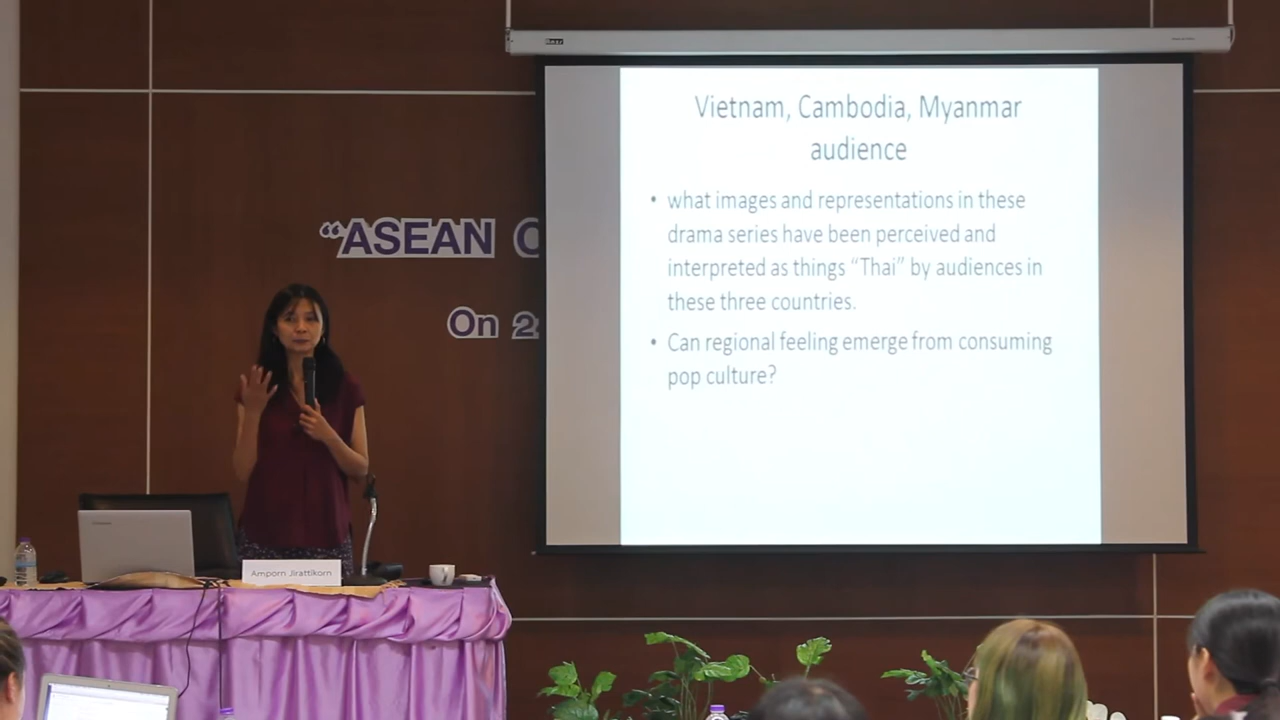 Vietnam, Cambodia, Myanmar
audience
• what images and representations in these
drama series have been perceived and
interpreted as things “Thai” by audiences in
these three countries.
• Can regional feeling emerge from consuming
pop culture?
“ASEAN
On 2
Amporn Jirattikorn